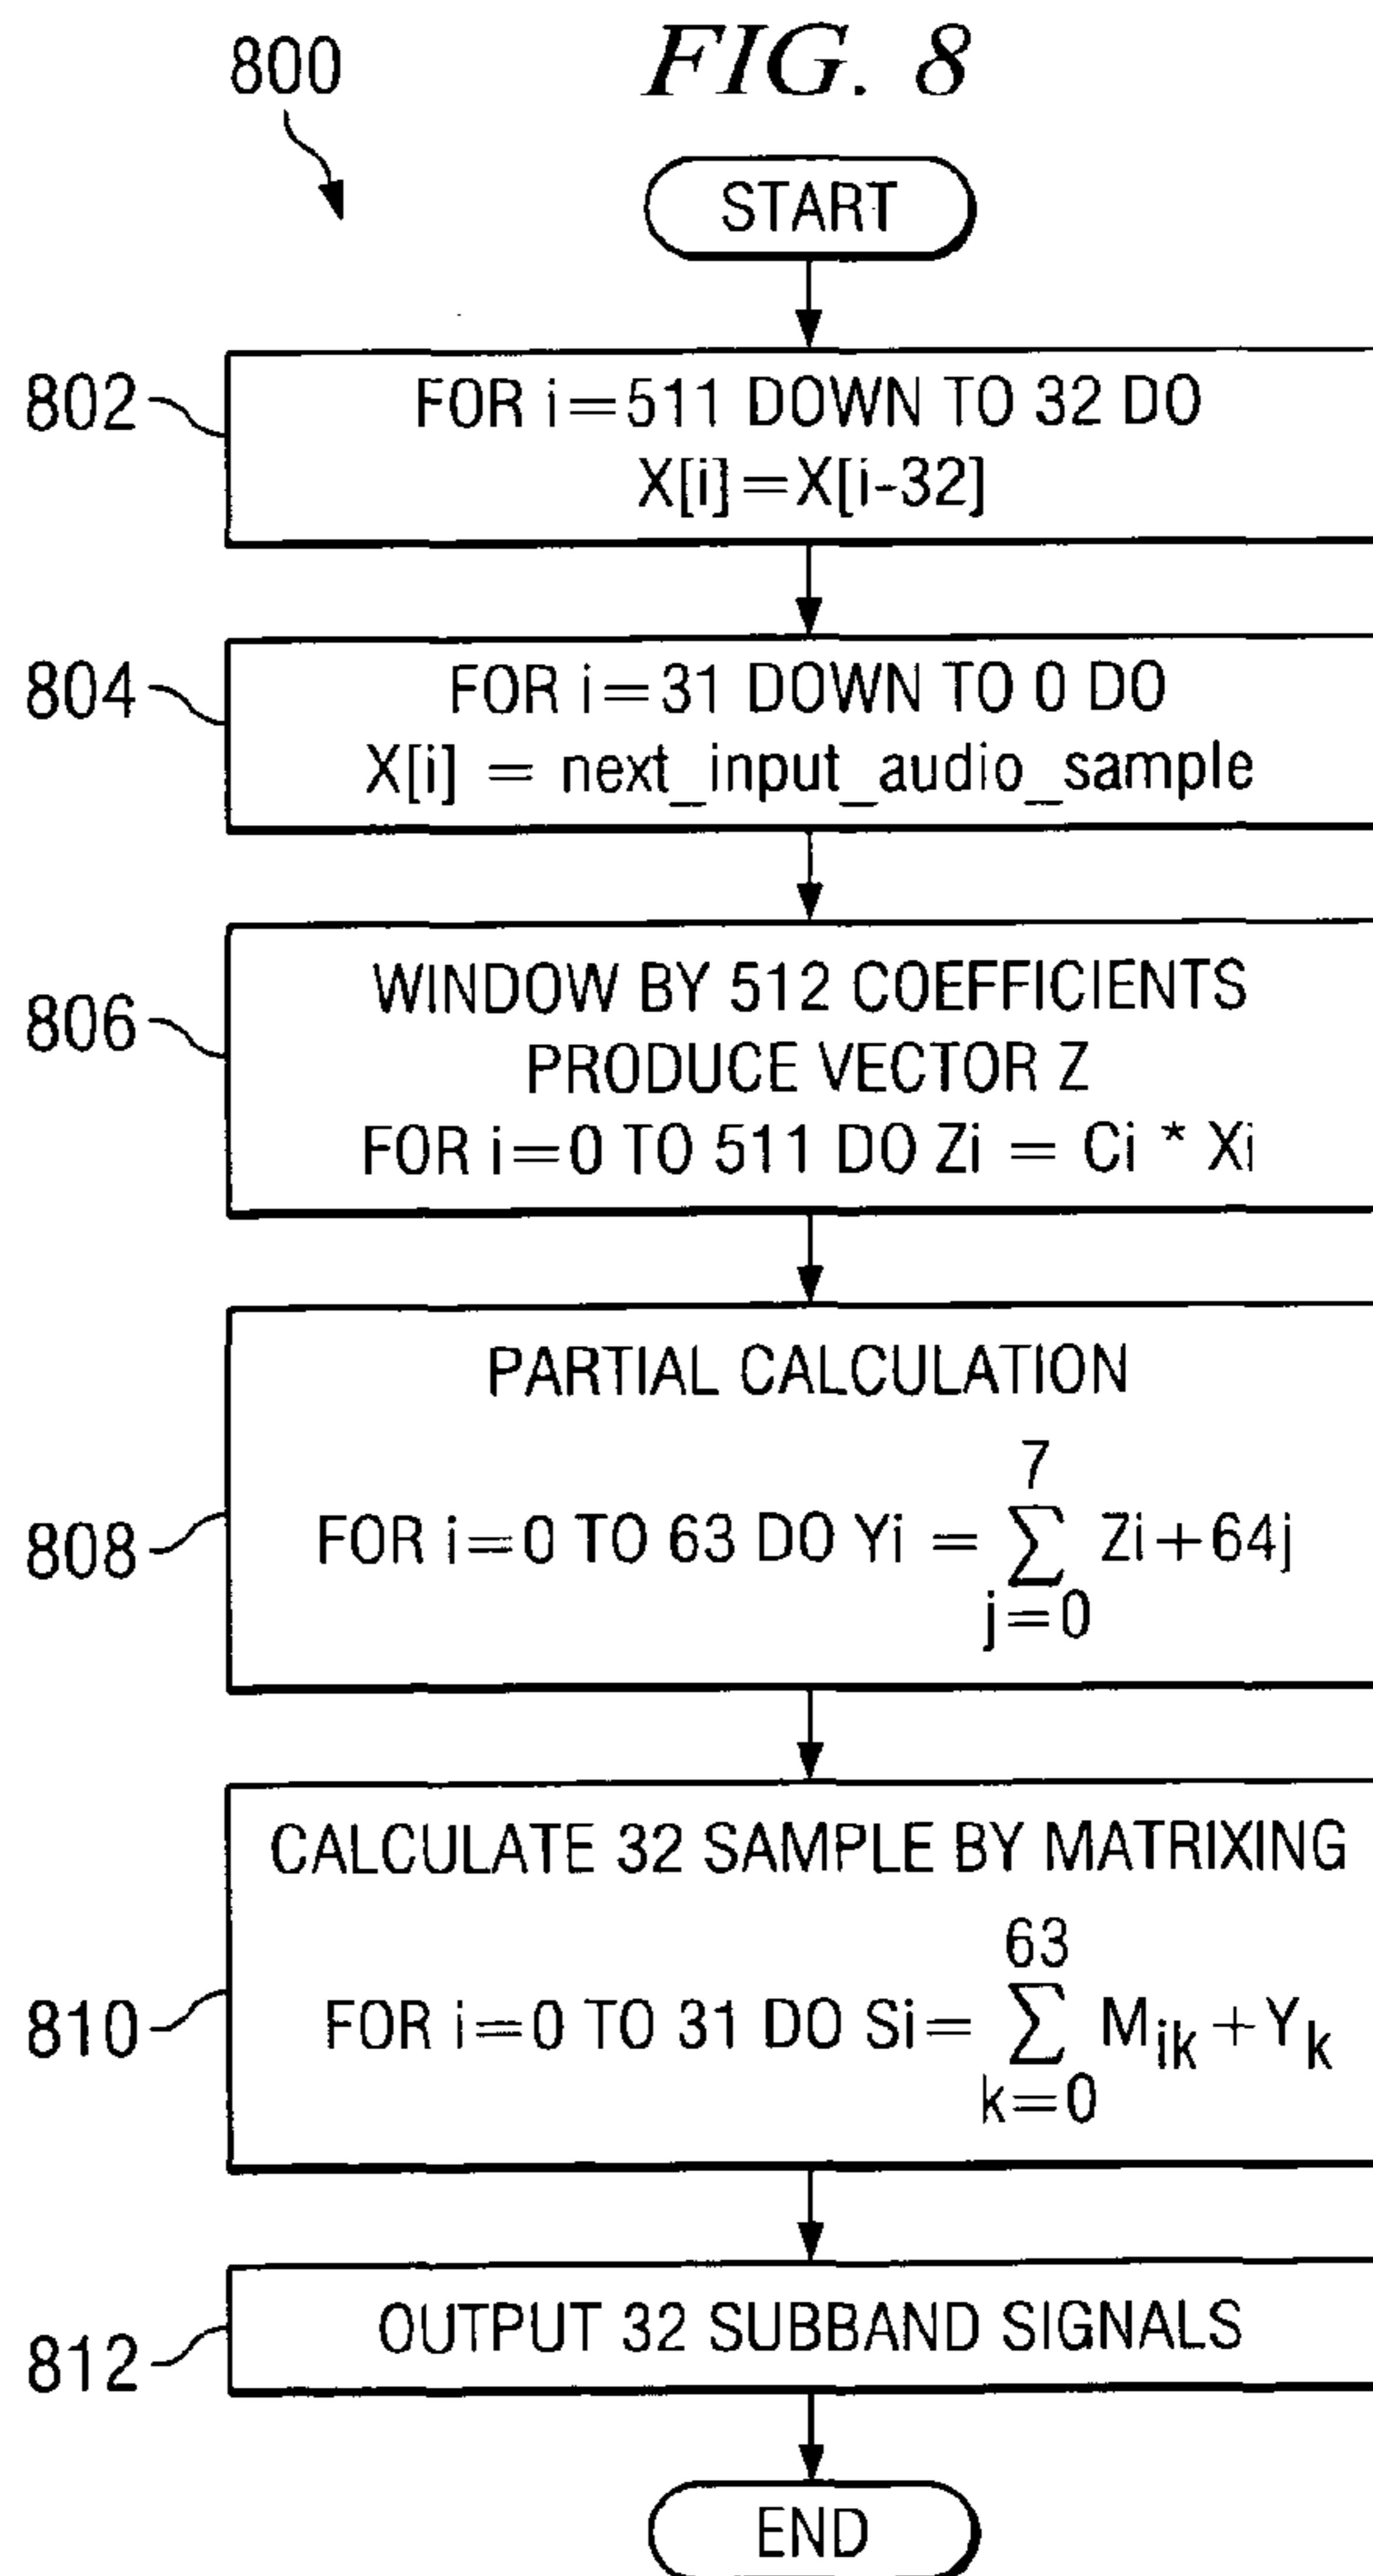 800
FIG. 8
START
802
FOR i=511 DOWN TO 32 DO
X[i]=X[i-32]
804
FOR i=31 DOWN TO 0 DO
X[i] = next_input_audio_sample
806
WINDOW BY 512 COEFFICIENTS
PRODUCE VECTOR Z
FOR i=0 TO 511 DO Zi = Ci * Xi
808
PARTIAL CALCULATION
7
FOR i=0 TO 63 DO Yi = ∑ Zi+64j
j=0
810
CALCULATE 32 SAMPLE BY MATRIXING
63
FOR i=0 TO 31 DO Si= ∑ Mik+Yk
k=0
812
OUTPUT 32 SUBBAND SIGNALS
END